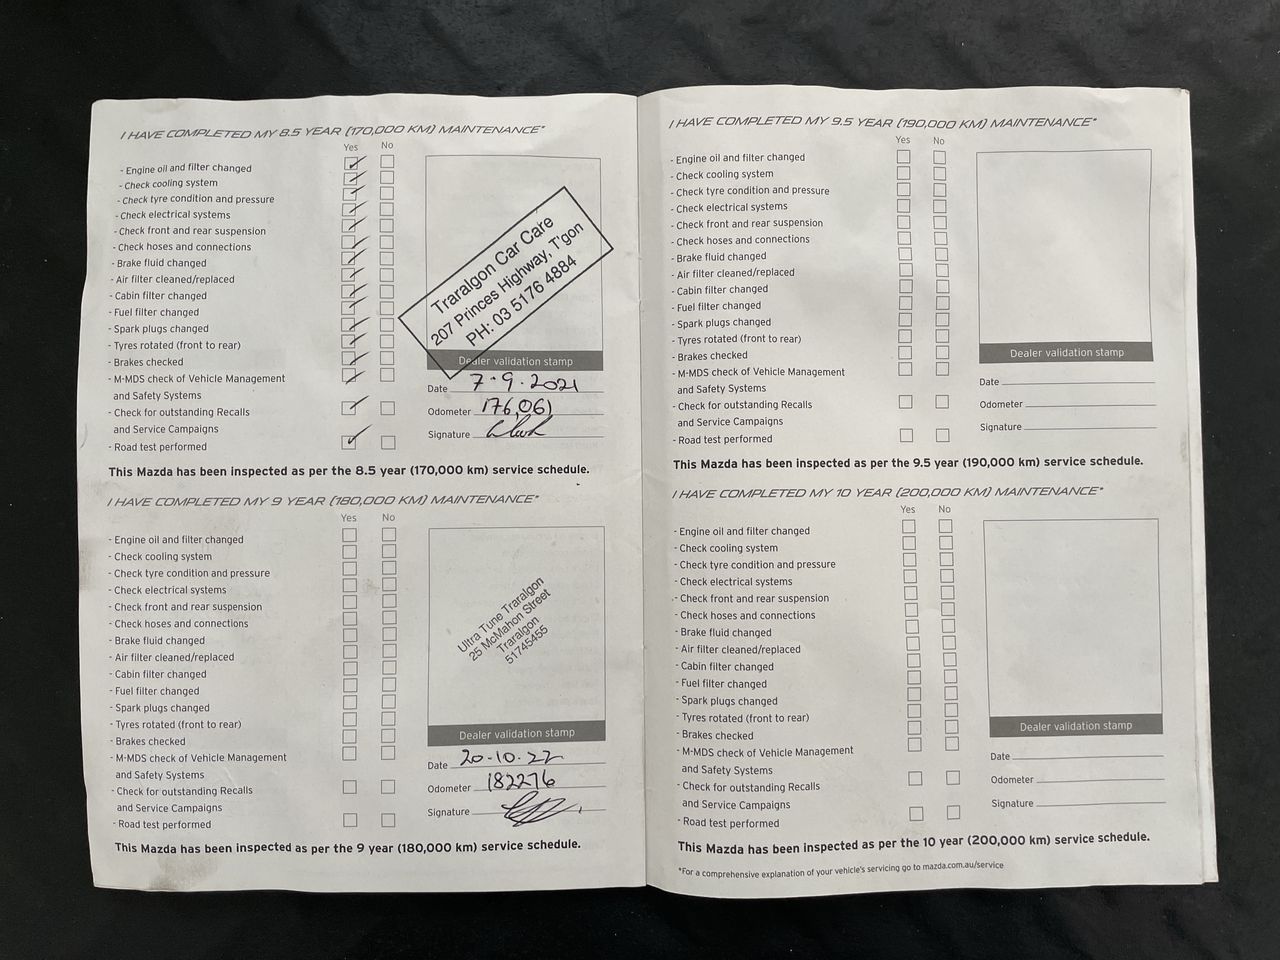 I HAVE COMPLETED MY 8.5 YEAR (170,000 KM) MAINTENANCE*
Yes No
- Engine oil and filter changed
- Check cooling system
- Check tyre condition and pressure
- Check electrical systems
- Check front and rear suspension
- Check hoses and connections
- Brake fluid changed
- Air filter cleaned/replaced
- Cabin filter changed
- Fuel filter changed
- Spark plugs changed
- Tyres rotated (front to rear)
- Brakes checked
- M-MDS check of Vehicle Management
and Safety Systems
- Check for outstanding Recalls
and Service Campaigns
- Road test performed
Traralgon Car Care
207 Princes Highway, T'gon
PH: 03 5176 4884
Dealer validation stamp
Date 7-9-2021
Odometer 176,061
Signature
This Mazda has been inspected as per the 8.5 year (170,000 km) service schedule.
I HAVE COMPLETED MY 9 YEAR (180,000 KM) MAINTENANCE*
Yes No
- Engine oil and filter changed
- Check cooling system
- Check tyre condition and pressure
- Check electrical systems
- Check front and rear suspension
- Check hoses and connections
- Brake fluid changed
- Air filter cleaned/replaced
- Cabin filter changed
- Fuel filter changed
- Spark plugs changed
- Tyres rotated (front to rear)
- Brakes checked
- M-MDS check of Vehicle Management
and Safety Systems
- Check for outstanding Recalls
and Service Campaigns
- Road test performed
Ultra Tune Traralgon
25 McMahon Street
Traralgon
51745455
Dealer validation stamp
Date 20-10-22
Odometer 182276
Signature
This Mazda has been inspected as per the 9 year (180,000 km) service schedule.
I HAVE COMPLETED MY 9.5 YEAR (190,000 KM) MAINTENANCE*
Yes No
- Engine oil and filter changed
- Check cooling system
- Check tyre condition and pressure
- Check electrical systems
- Check front and rear suspension
- Check hoses and connections
- Brake fluid changed
- Air filter cleaned/replaced
- Cabin filter changed
- Fuel filter changed
- Spark plugs changed
- Tyres rotated (front to rear)
- Brakes checked
- M-MDS check of Vehicle Management
and Safety Systems
- Check for outstanding Recalls
and Service Campaigns
- Road test performed
Dealer validation stamp
Date
Odometer
Signature
This Mazda has been inspected as per the 9.5 year (190,000 km) service schedule.
I HAVE COMPLETED MY 10 YEAR (200,000 KM) MAINTENANCE*
Yes No
- Engine oil and filter changed
- Check cooling system
- Check tyre condition and pressure
- Check electrical systems
- Check front and rear suspension
- Check hoses and connections
- Brake fluid changed
- Air filter cleaned/replaced
- Cabin filter changed
- Fuel filter changed
- Spark plugs changed
- Tyres rotated (front to rear)
- Brakes checked
- M-MDS check of Vehicle Management
and Safety Systems
- Check for outstanding Recalls
and Service Campaigns
- Road test performed
Dealer validation stamp
Date
Odometer
Signature
This Mazda has been inspected as per the 10 year (200,000 km) service schedule.
*For a comprehensive explanation of your vehicle's servicing go to mazda.com.au/service